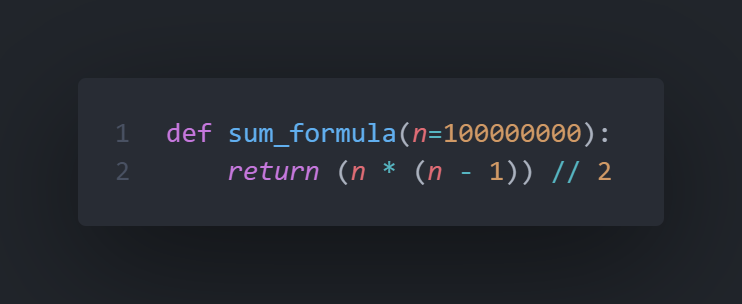 1 def sum_formula(n=100000000):
2     return (n * (n - 1)) // 2